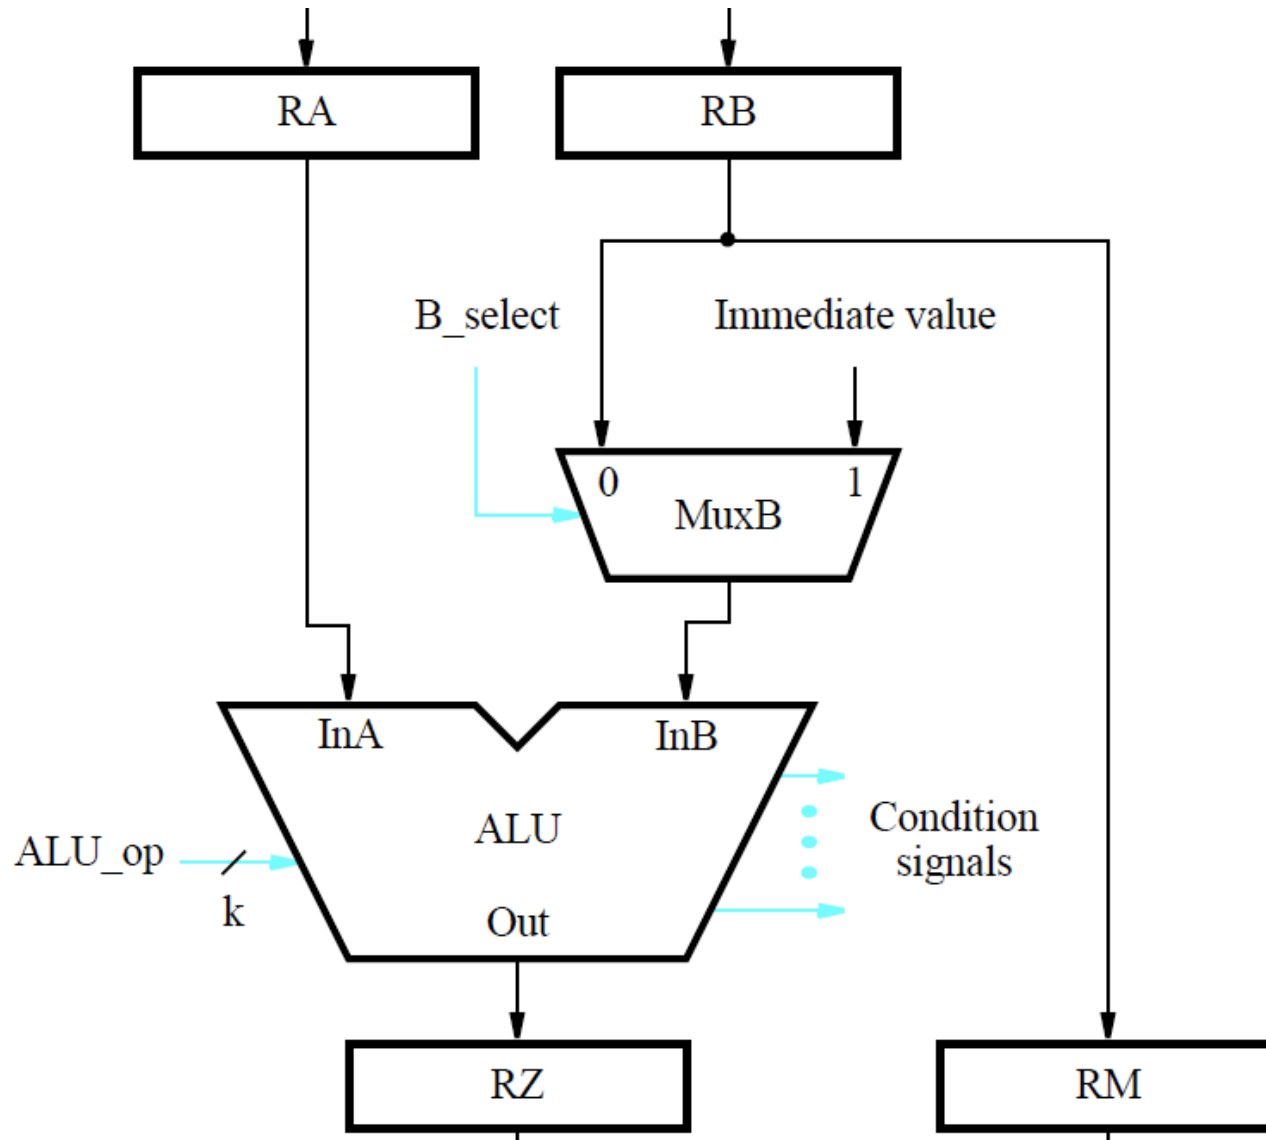 RA
RB
B_select
Immediate value
0
1
MuxB
InA
InB
ALU
Condition
signals
ALU_op
k
Out
RZ
RM